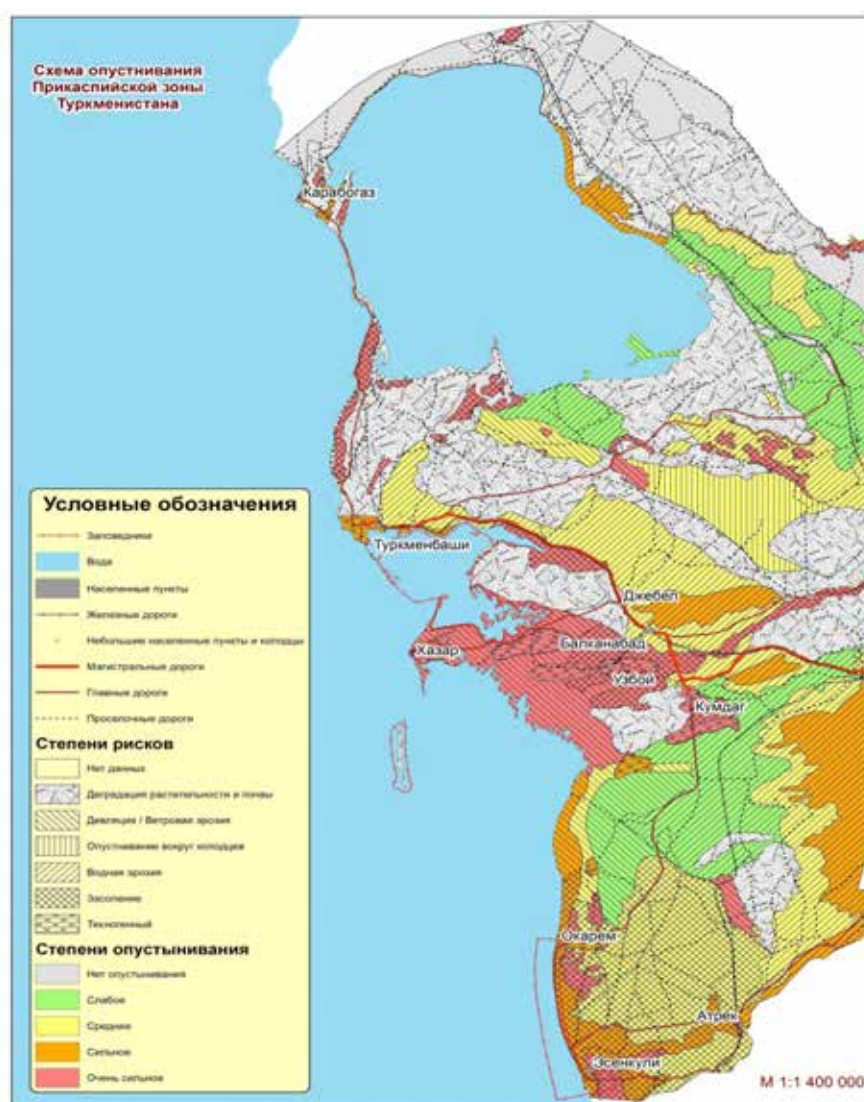 Схема опустнивания
Прикаспийской зоны
Туркменистана
Карабогаз
Туркменбаши
Джебел
Балканабад
Хазар
Узбой
Кумдаг
Окарем
Атрек
Эсенкули
М 1:1 400 000
Условные обозначения
Заповедники
Вода
Населенные пункты
Железные дороги
Небольшие населенные пункты и колодцы
Магистральные дороги
Главные дороги
Проселочные дороги
Степени рисков
Нет данных
Деградация растительности и почвы
Дефляция / Ветровая эрозия
Опустынивание вокруг колодцев
Водная эрозия
Засоление
Техногенный
Степени опустынивания
Нет опустынивания
Слабое
Среднее
Сильное
Очень сильное